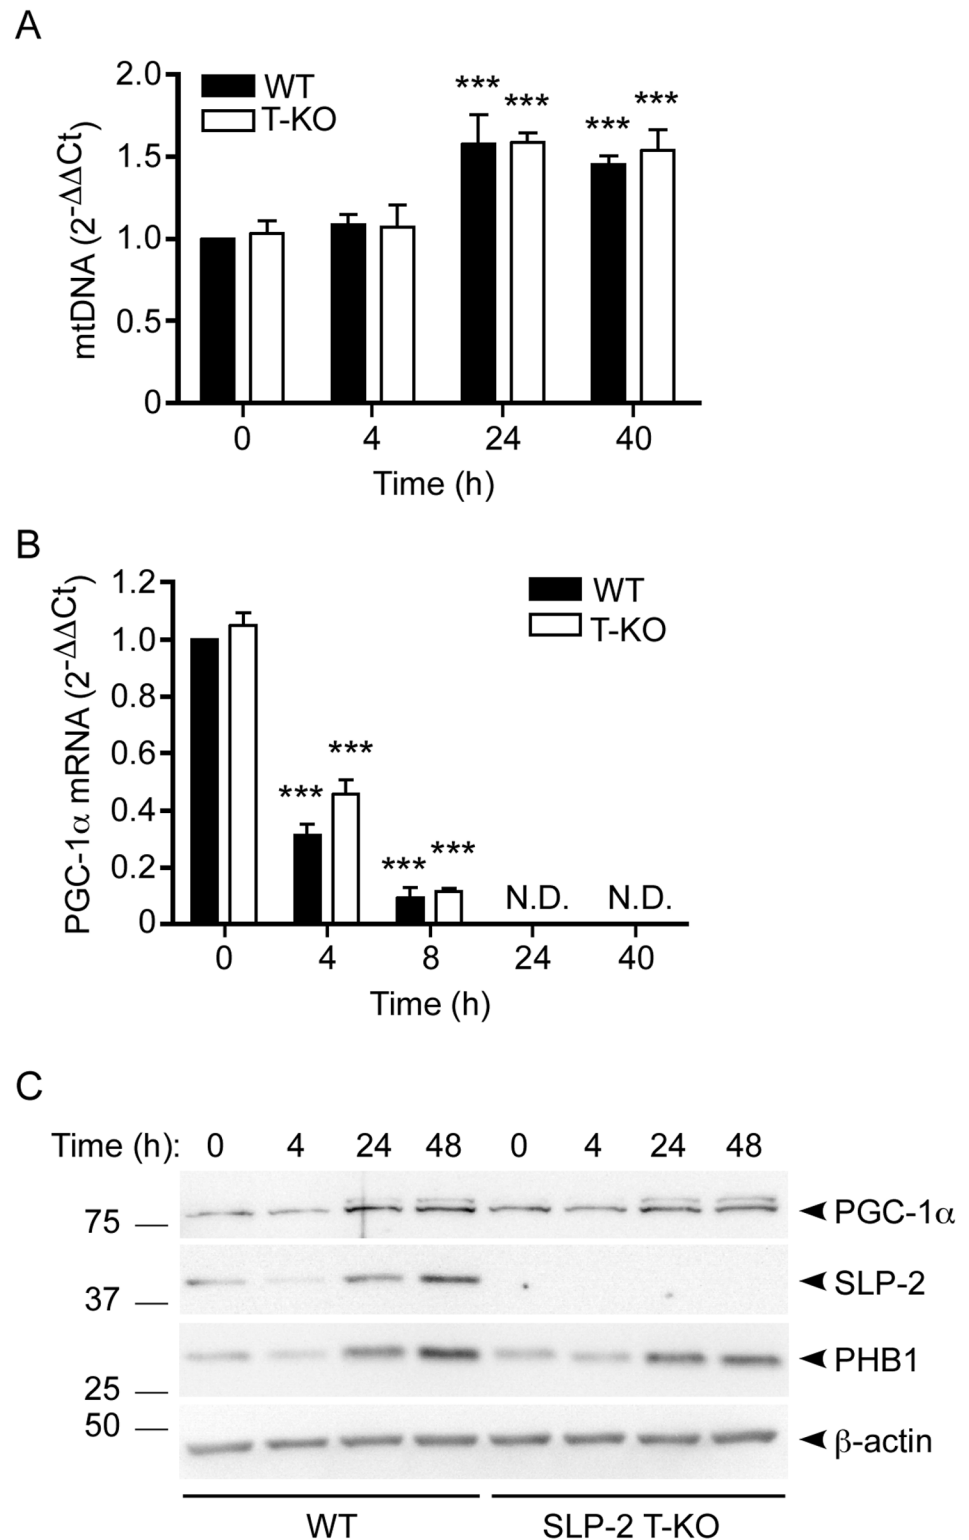 A
2.0
WT
T-KO
*** *** *** ***
1.5
1.0
0.5
0
mtDNA (2-ΔΔCt)
0 4 24 40
Time (h)
B
1.2
WT
T-KO
1.0
0.8
0.6
*** ***
0.4
0.2
*** ***
N.D. N.D.
0
PGC-1α mRNA (2-ΔΔCt)
0 4 8 24 40
Time (h)
C
Time (h): 0 4 24 48 0 4 24 48
75
PGC-1α
37
SLP-2
25
PHB1
50
β-actin
WT SLP-2 T-KO